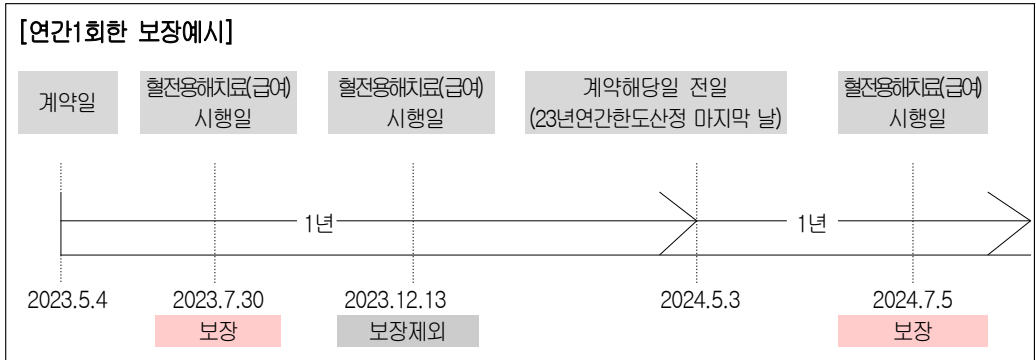 [연간1회한 보장예시]
계약일
혈전용해치료(급여)
시행일
혈전용해치료(급여)
시행일
계약해당일 전일
(23년연간한도산정 마지막 날)
혈전용해치료(급여)
시행일
1년
1년
2023.5.4
2023.7.30
2023.12.13
2024.5.3
2024.7.5
보장
보장제외
보장